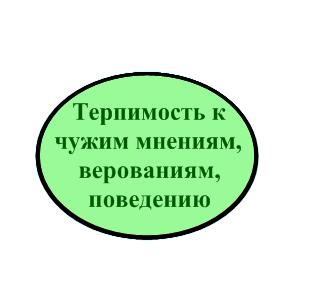 Терпимость к
чужим мнениям,
верованиям,
поведению